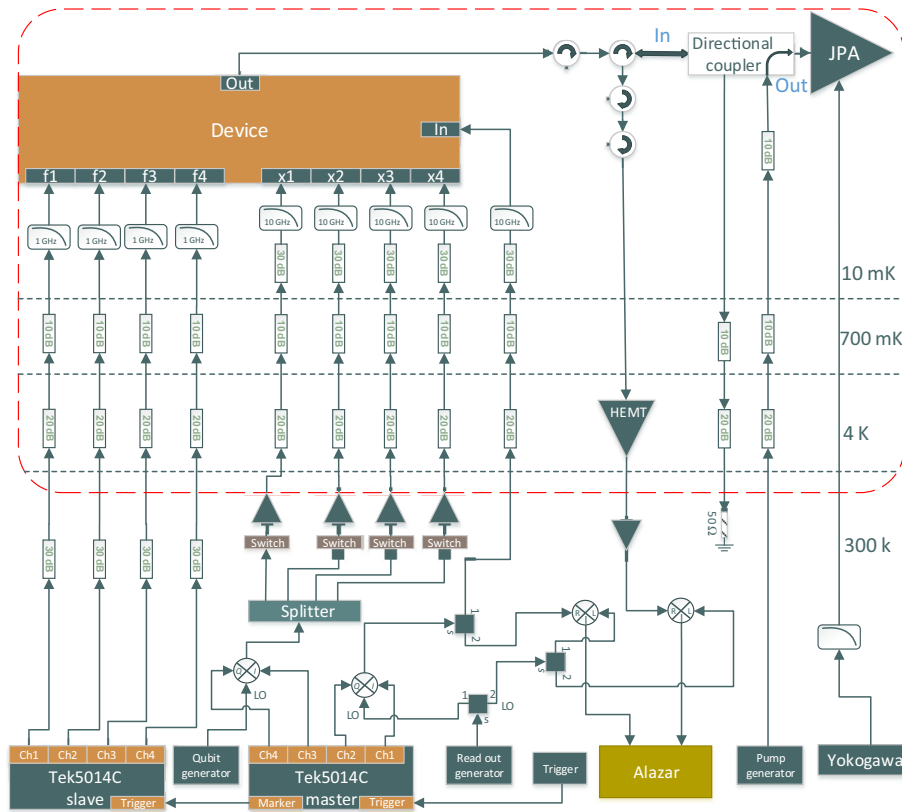 In
Directional
coupler
JPA
Out
Out
Device
In
f1 f2 f3 f4 x1 x2 x3 x4
10 dB
1 GHz 1 GHz 1 GHz 1 GHz 10 GHz 10 GHz 10 GHz 10 GHz 10 GHz
30 dB 30 dB 30 dB 30 dB 30 dB
10 mK
10 dB 10 dB 10 dB 10 dB 10 dB 10 dB 10 dB 10 dB 10 dB 10 dB 10 dB
700 mK
HEMT
20 dB 20 dB 20 dB 20 dB 20 dB 20 dB 20 dB 20 dB 20 dB 20 dB 20 dB
4 K
50 Ω
Switch Switch Switch Switch
300 k
30 dB 30 dB 30 dB 30 dB
Splitter
1
s 2
R L
R L
1
s 2
Q I
LO
Q I
LO
1 2
s
LO
Ch1 Ch2 Ch3 Ch4
Tek5014C
slave
Trigger
Qubit
generator
Ch4 Ch3 Ch2 Ch1
Tek5014C
master
Marker Trigger
Read out
generator
Trigger
Alazar
Pump
generator
Yokogawa